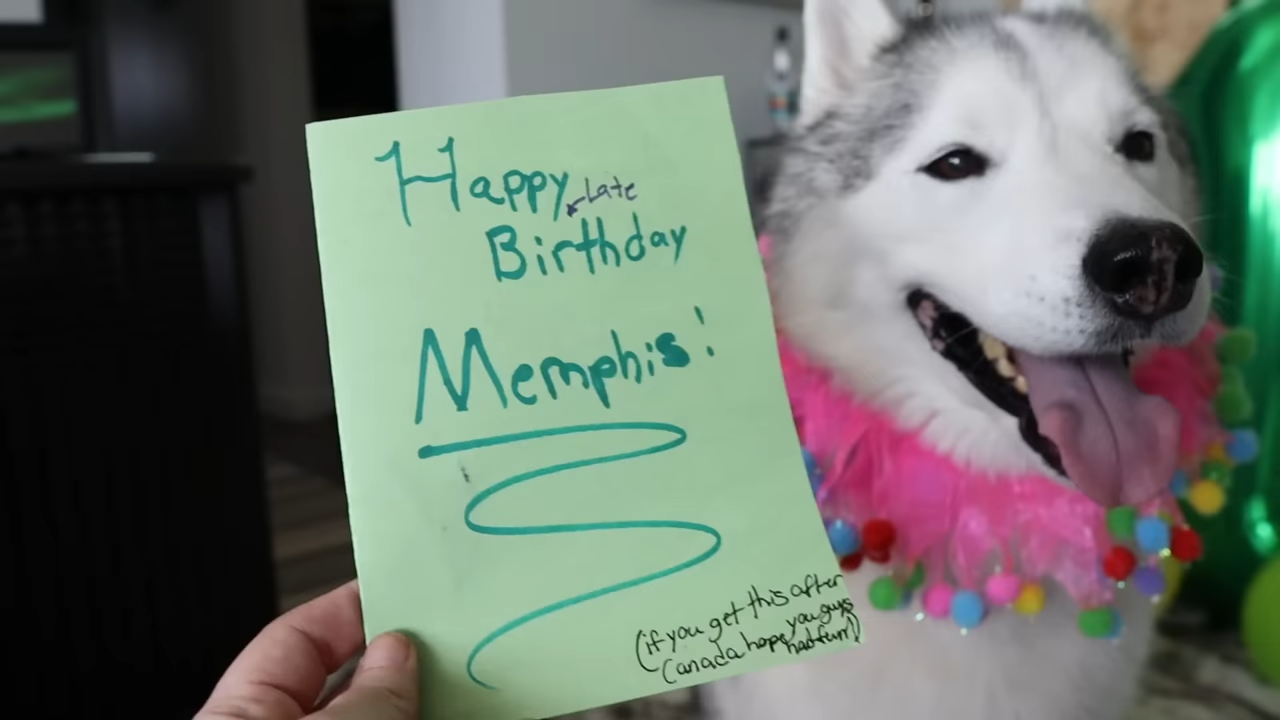 Happy
Late
Birthday
Memphis!
(if you get this after
Canada hope you guys
had fun!)